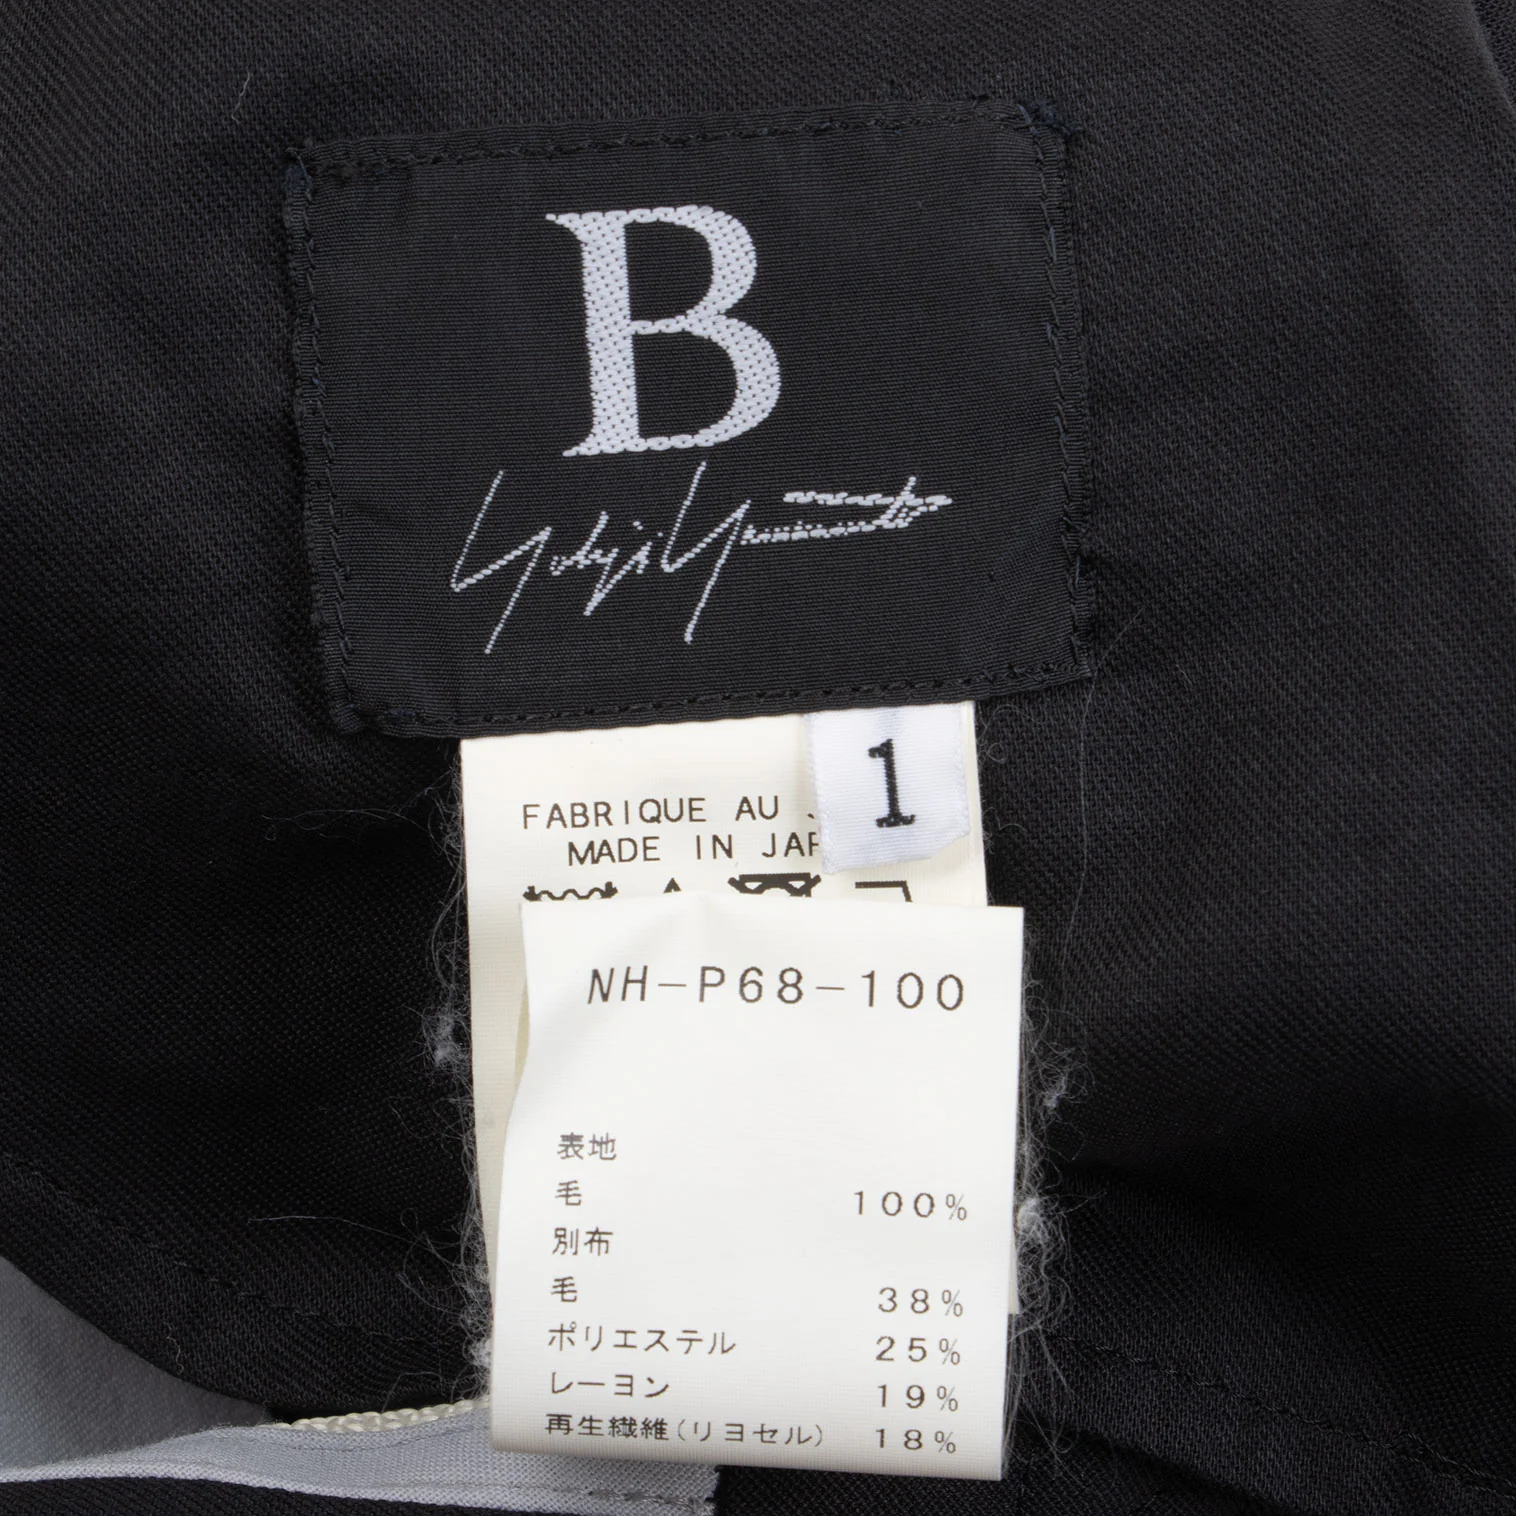 B
Yohji Yamamoto
1
FABRIQUE AU
MADE IN JAP
NH-P68-100
表地
毛 100%
別布
毛 38%
ポリエステル 25%
レーヨン 19%
再生繊維(リヨセル) 18%